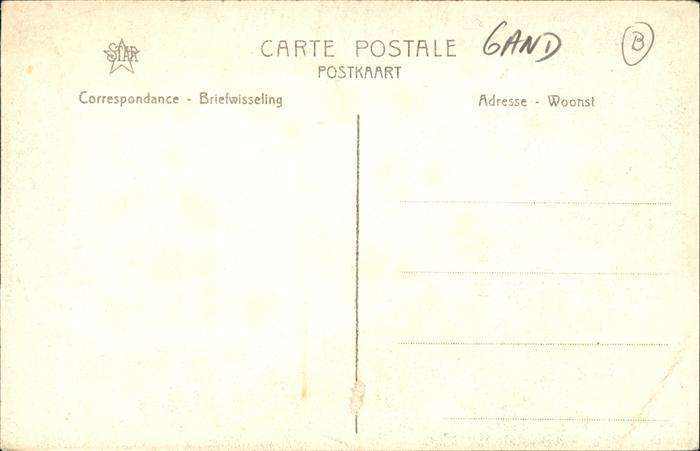 STAR
CARTE POSTALE GAND B
POSTKAART
Correspondance - Briefwisseling
Adresse - Woonst